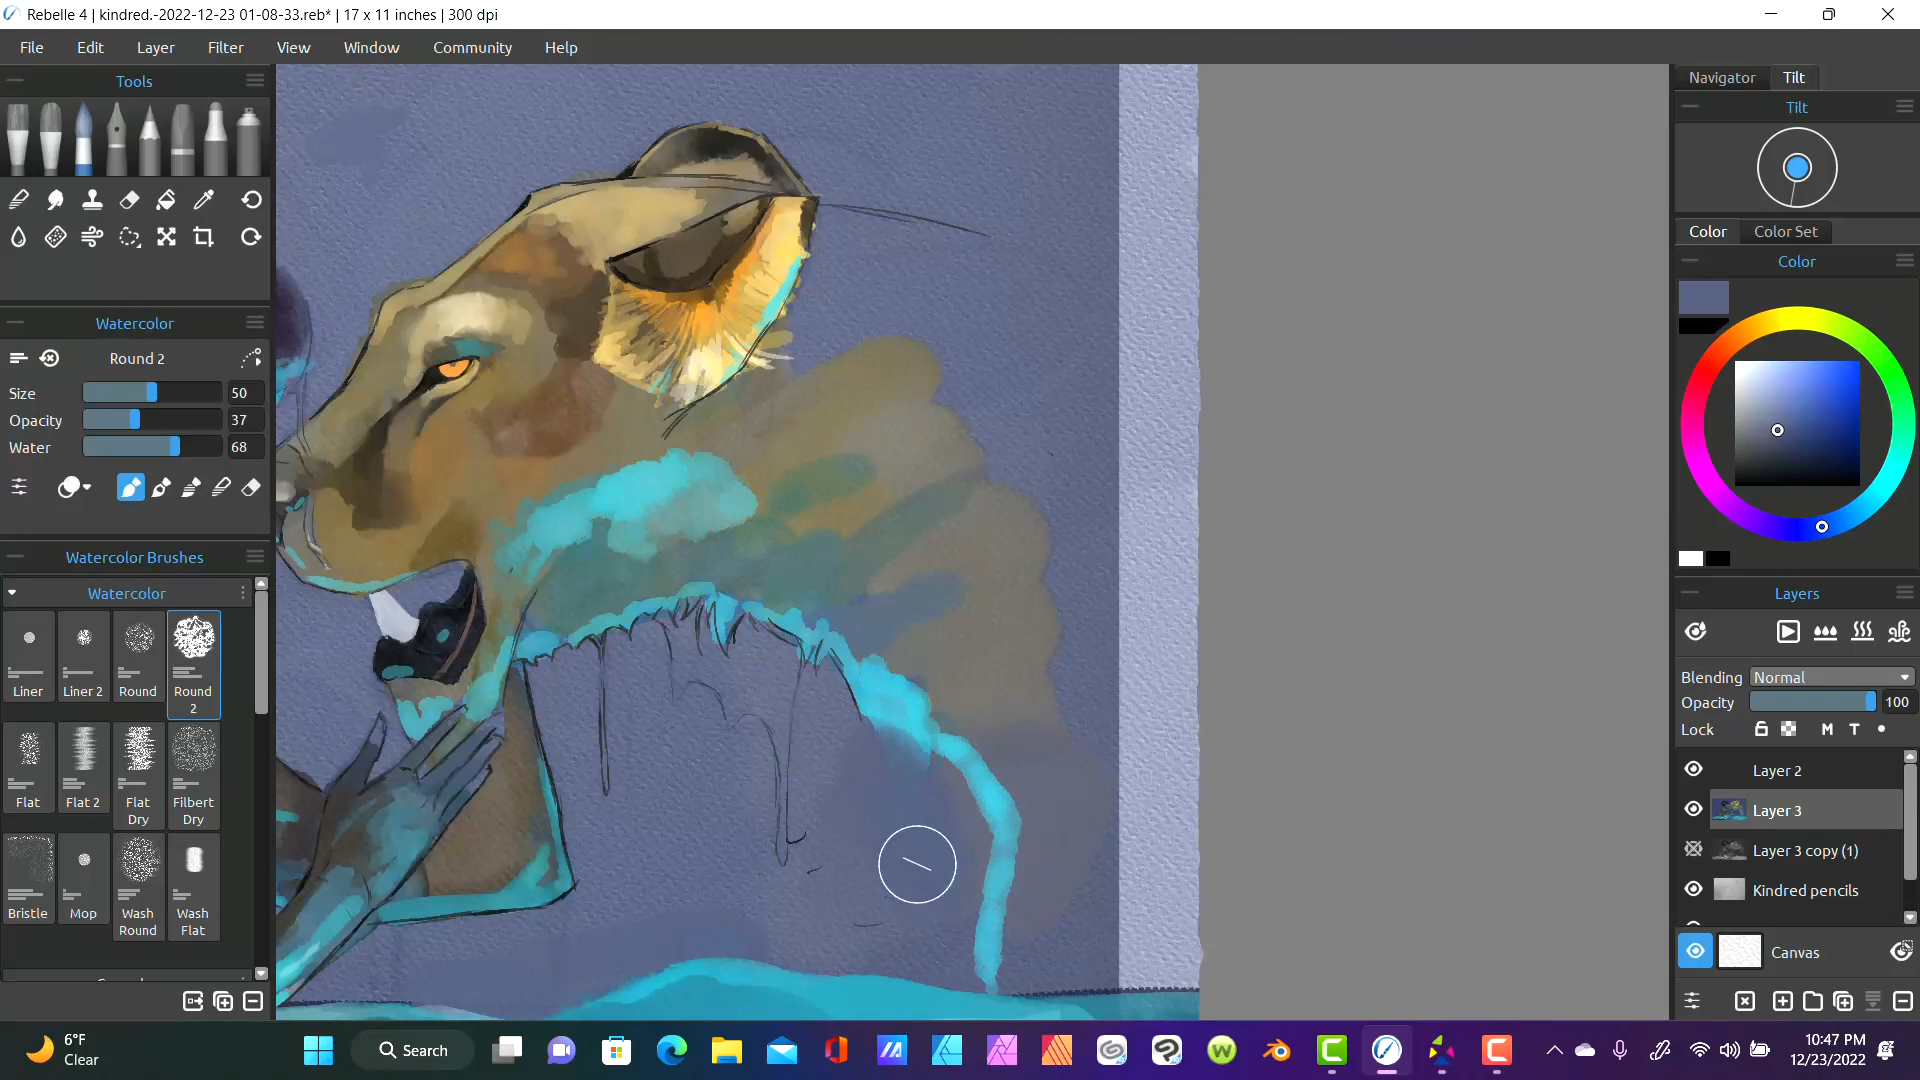 Rebelle 4 | kindred.-2022-12-23 01-08-33.reb* | 17 x 11 inches | 300 dpi
File Edit Layer Filter View Window Community Help
Tools
Watercolor
Round 2
Size 50
Opacity 37
Water 68
Watercolor Brushes
Watercolor
Liner
Liner 2
Round
Round 2
Flat
Flat 2
Flat Dry
Filbert Dry
Bristle
Mop
Wash Round
Wash Flat
Navigator Tilt
Tilt
Color Color Set
Color
Layers
Blending Normal
Opacity 100
Lock M T
Layer 2
Layer 3
Layer 3 copy (1)
Kindred pencils
Canvas
6°F
Clear
Search
10:47 PM
12/23/2022